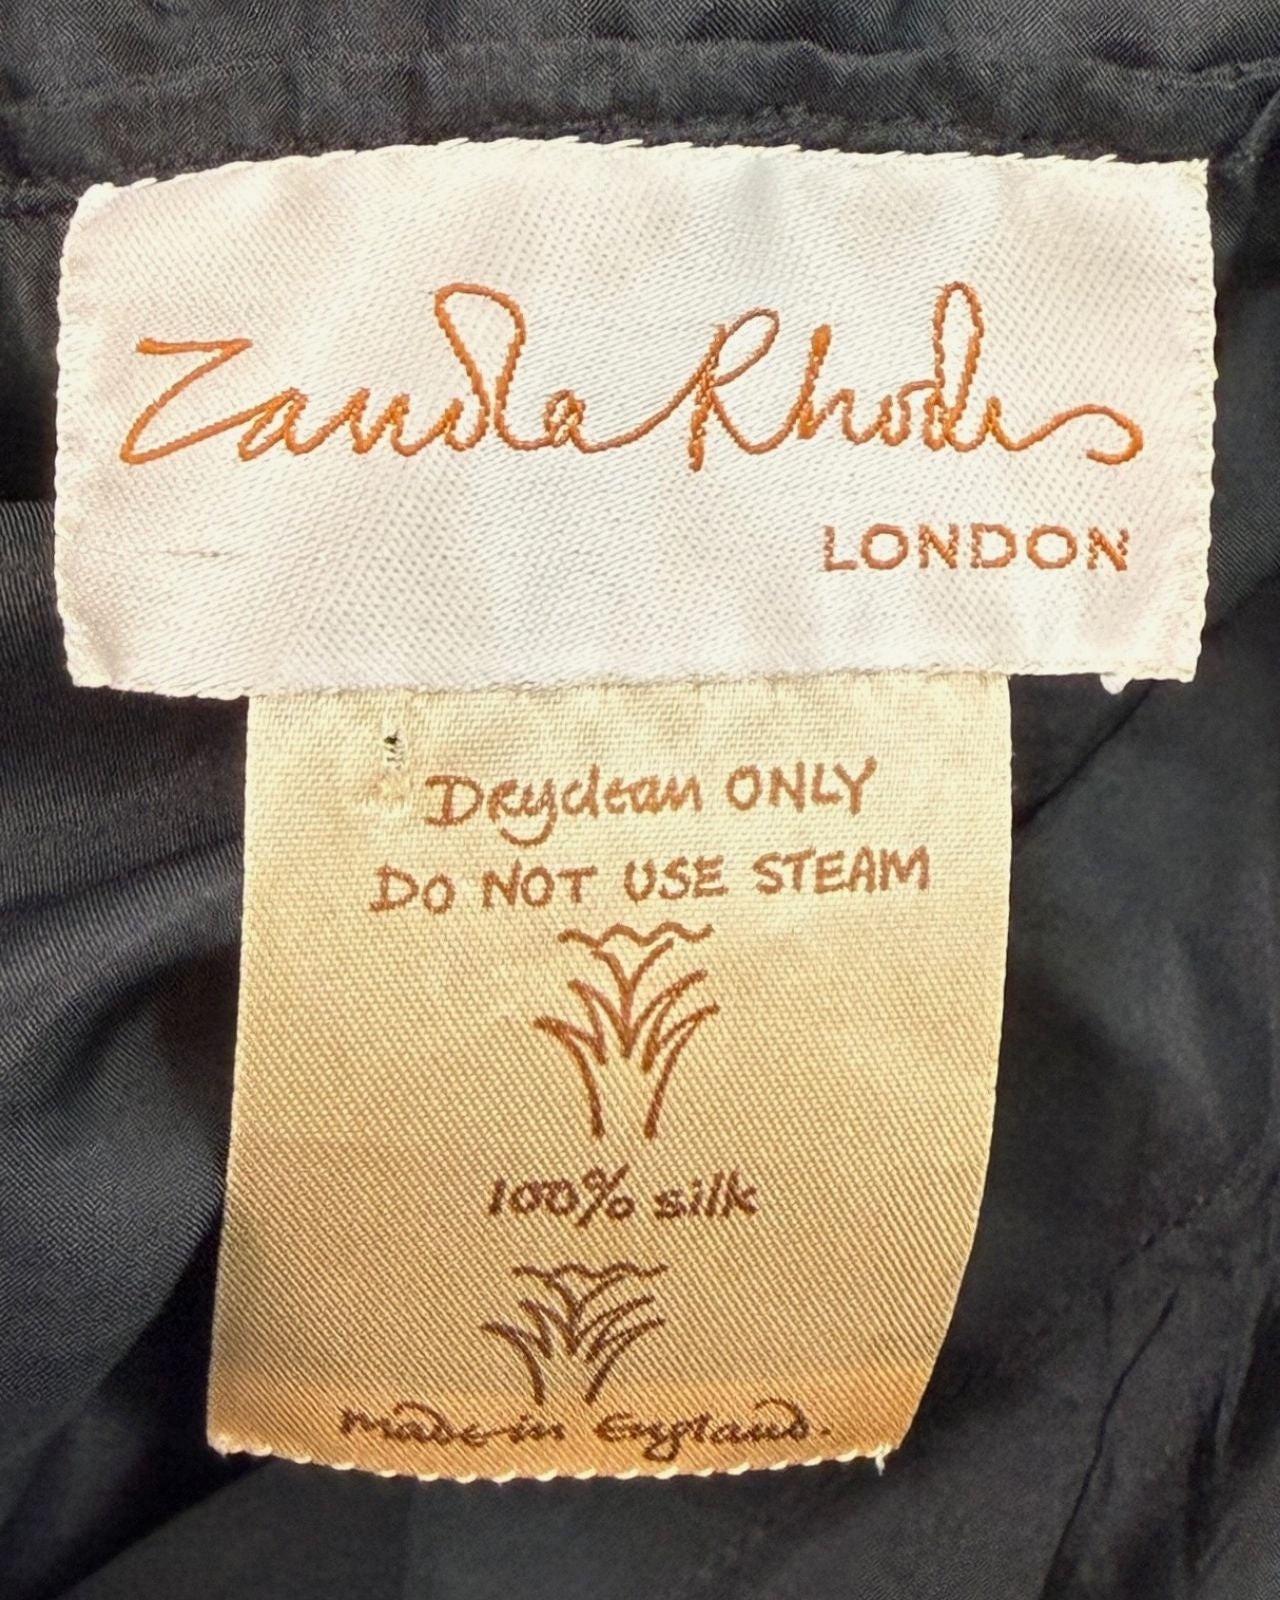 Zandra Rhodes
LONDON
Dryclean ONLY
DO NOT USE STEAM
100% silk
Made in England.